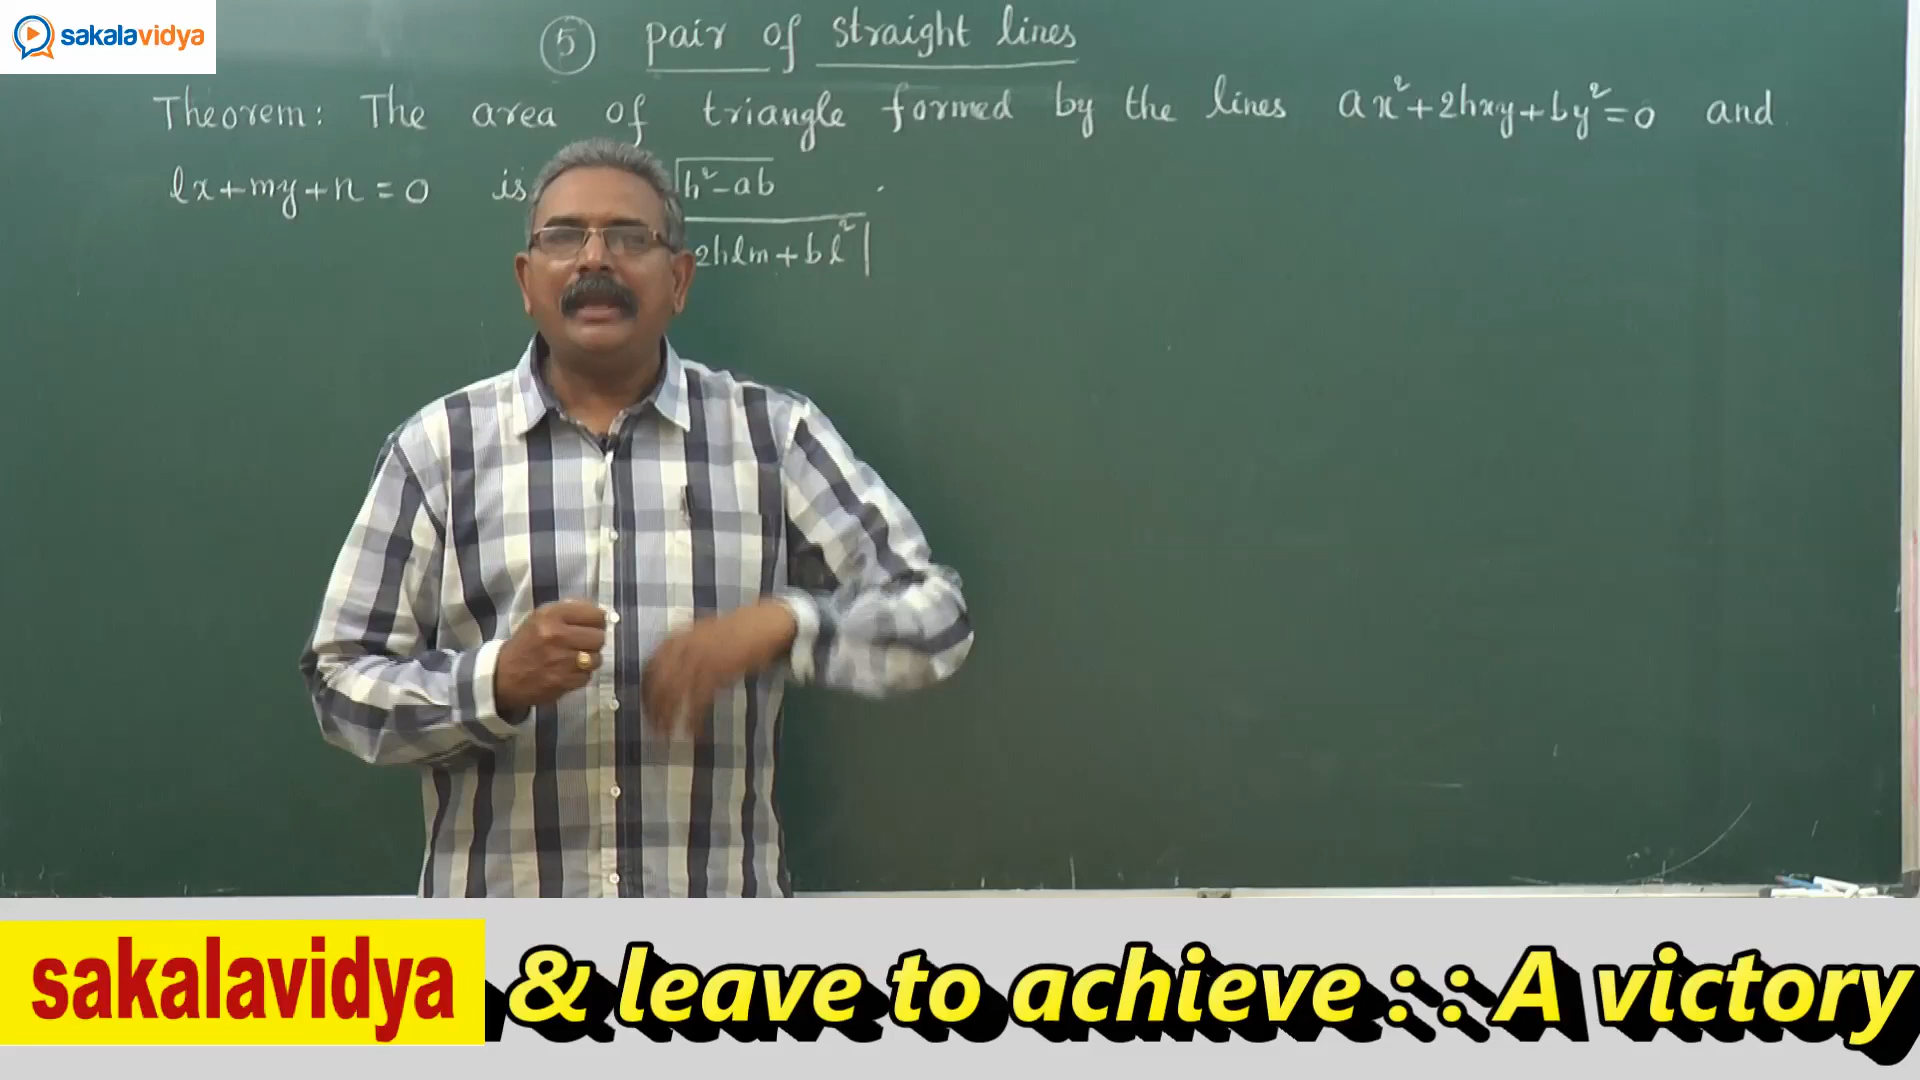 sakalavidya
5 pair of straight lines
Theorem: The area of triangle formed by the lines ax²+2hxy+by²=0 and
lx+my+n=0 is √h²-ab
2hlm+bl²|
sakalavidya & leave to achieve :: A victory